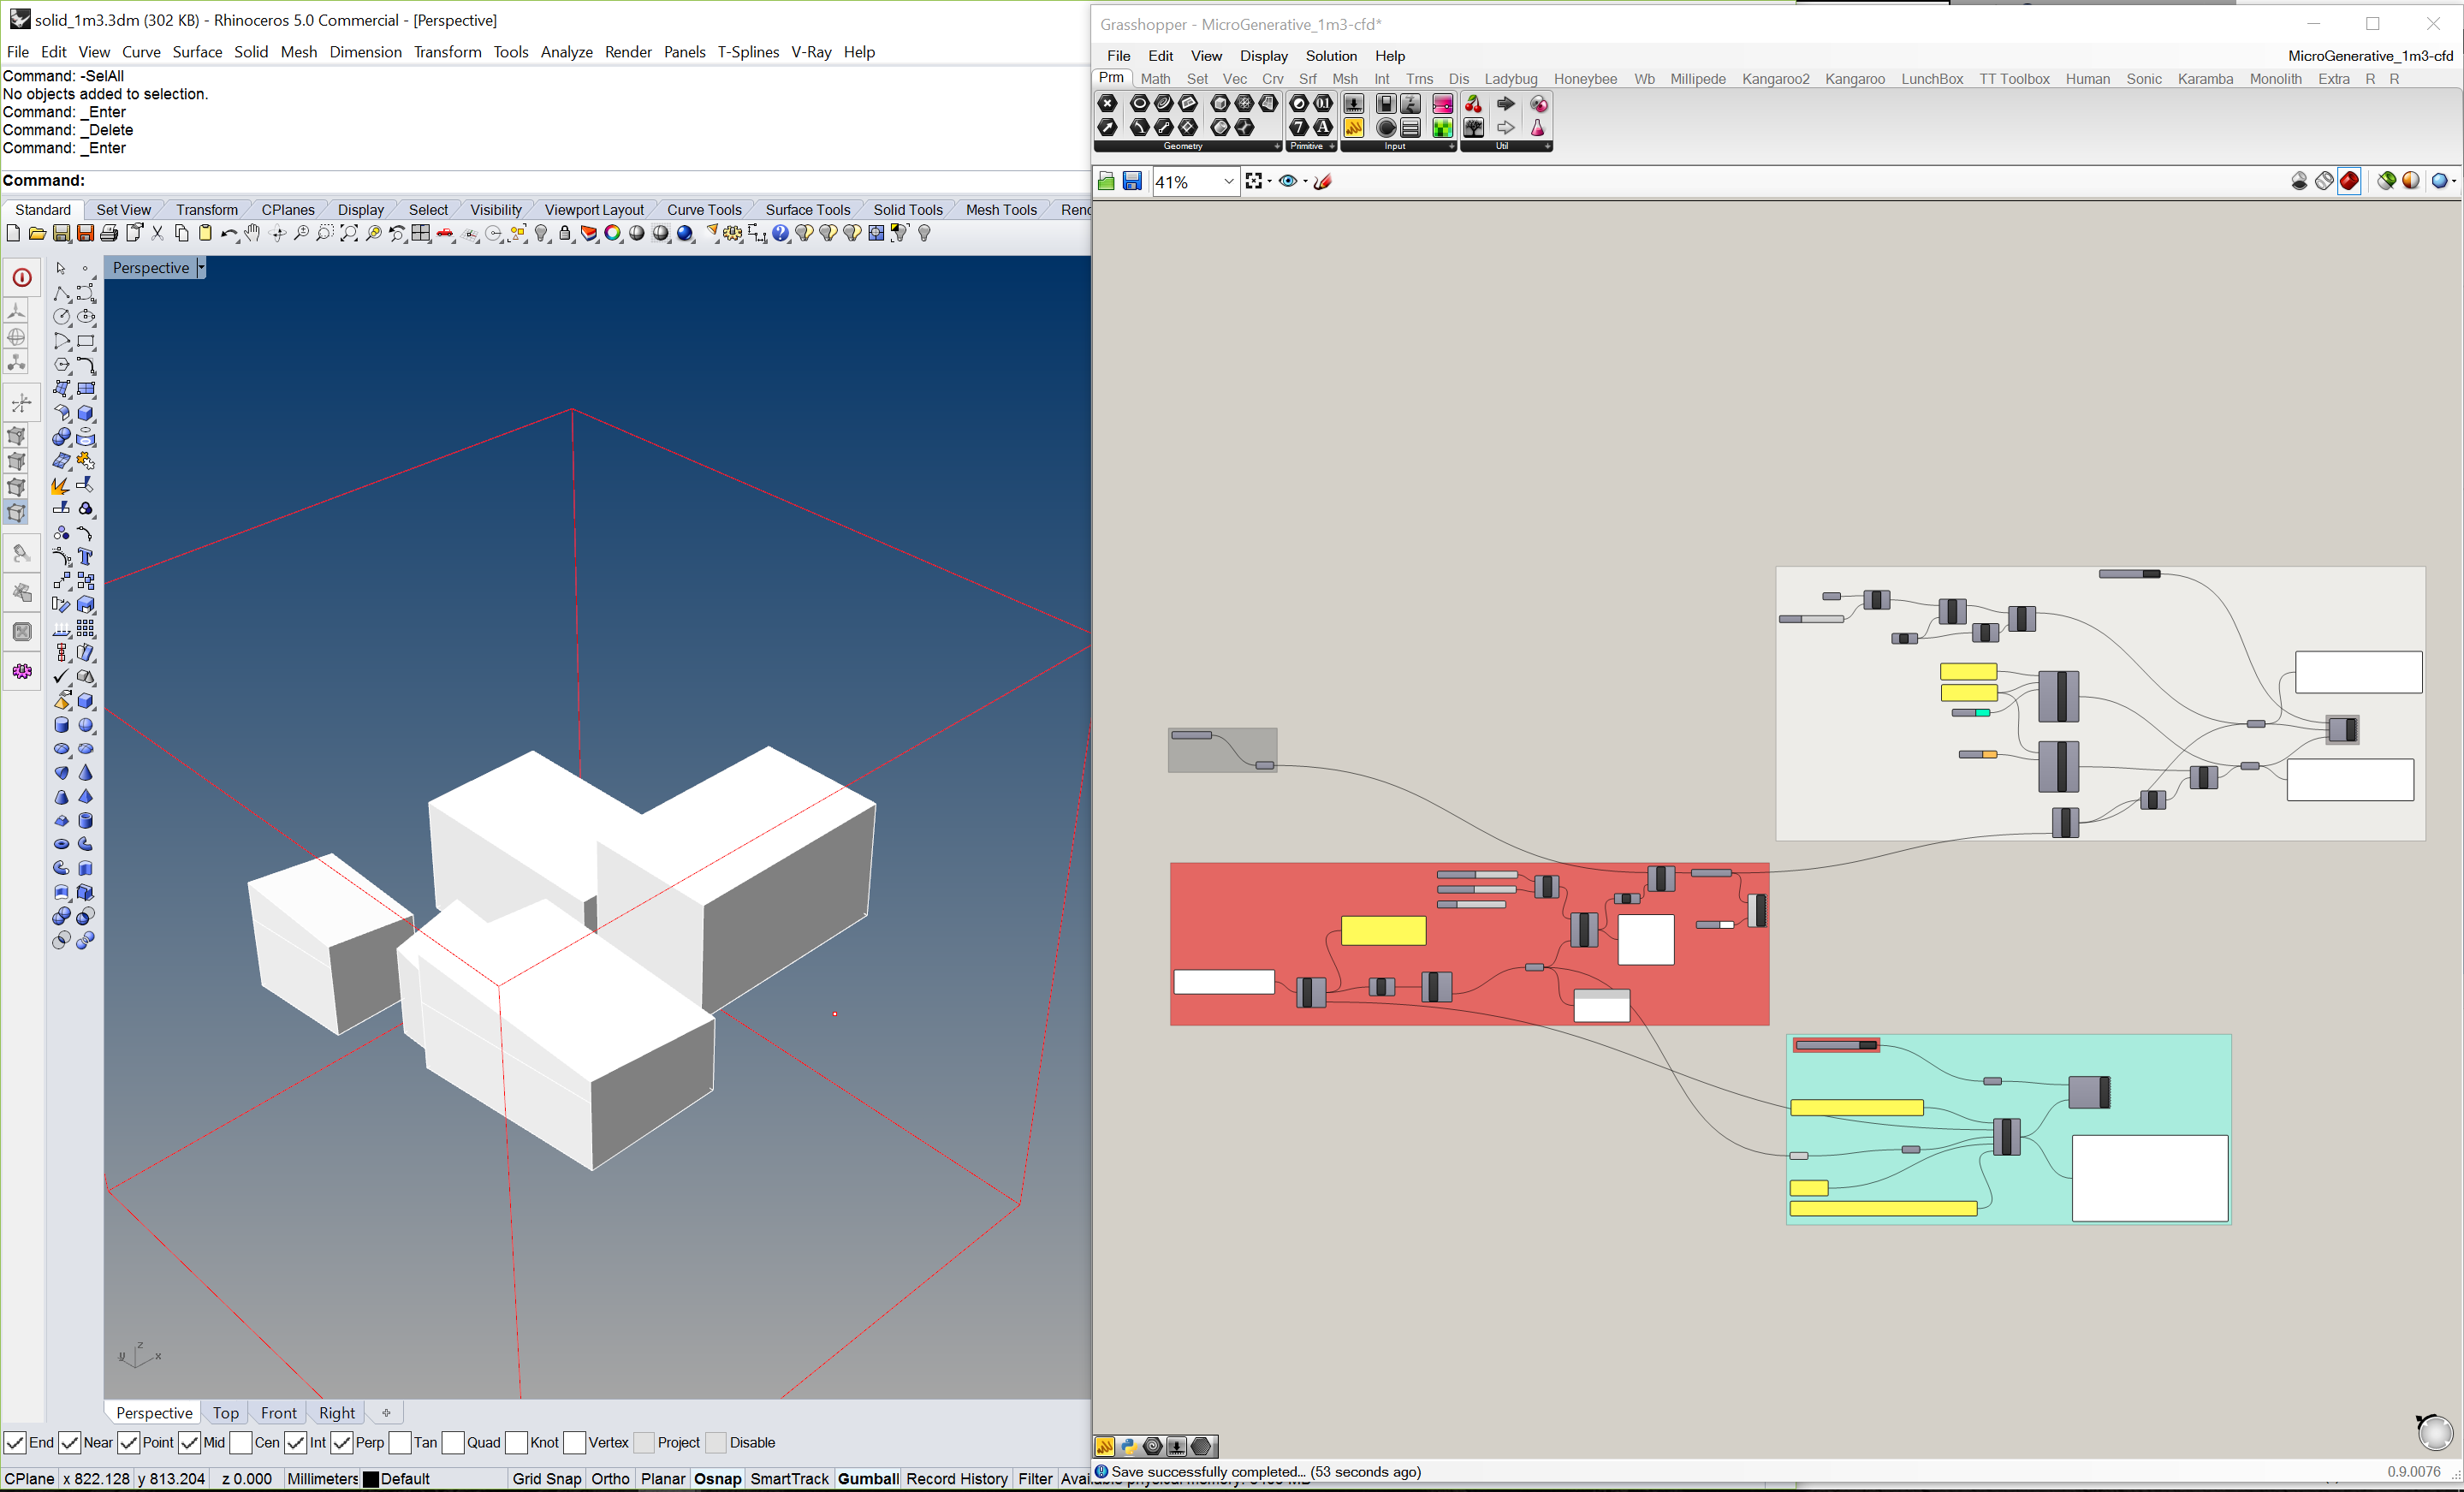 solid_1m3.3dm (302 KB) - Rhinoceros 5.0 Commercial - [Perspective]
File Edit View Curve Surface Solid Mesh Dimension Transform Tools Analyze Render Panels T-Splines V-Ray Help
Command: -SelAll
No objects added to selection.
Command: _Enter
Command: _Delete
Command: _Enter
Command:
Standard Set View Transform CPlanes Display Select Visibility Viewport Layout Curve Tools Surface Tools Solid Tools Mesh Tools
Perspective
z
y x
Perspective Top Front Right
End Near Point Mid Cen Int Perp Tan Quad Knot Vertex Project Disable
CPlane x 822.128 y 813.204 z 0.000 Millimeters Default Grid Snap Ortho Planar Osnap SmartTrack Gumball Record History Filter
Grasshopper - MicroGenerative_1m3-cfd*
File Edit View Display Solution Help
MicroGenerative_1m3-cfd
Prm Math Set Vec Crv Srf Msh Int Trns Dis Ladybug Honeybee Wb Millipede Kangaroo2 Kangaroo LunchBox TT Toolbox Human Sonic Karamba Monolith Extra R R
Geometry Primitive Input Util
41%
Save successfully completed... (53 seconds ago)
0.9.0076